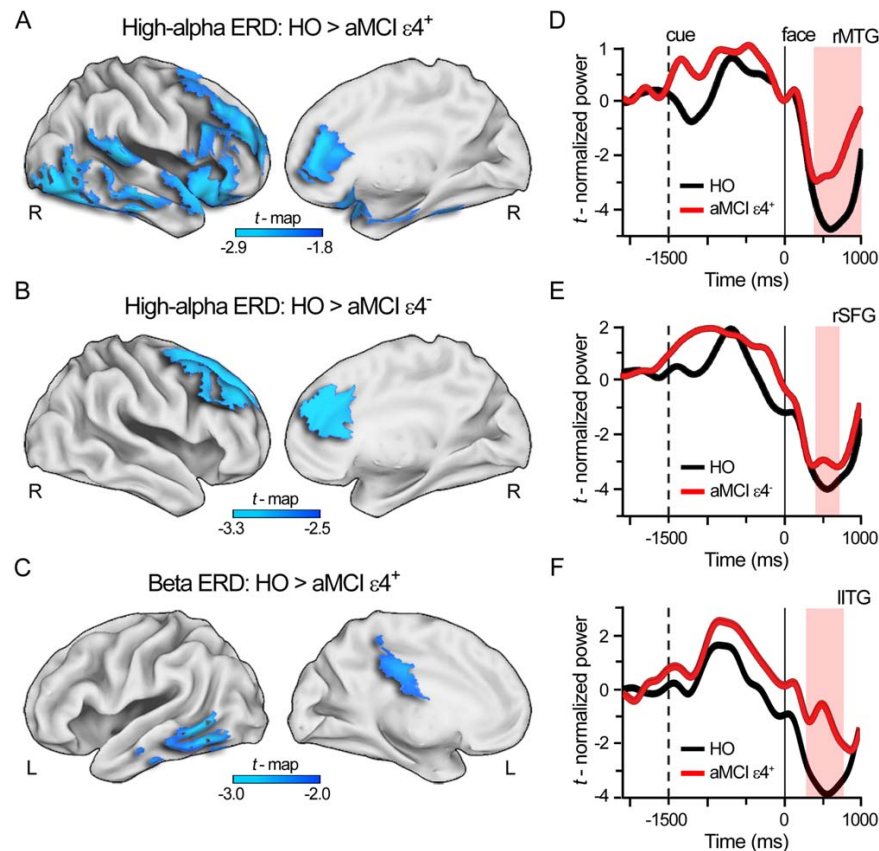 A
High-alpha ERD: HO > aMCI ε4+
R
R
t - map
-2.9 -1.8
B
High-alpha ERD: HO > aMCI ε4-
R
R
t - map
-3.3 -2.5
C
Beta ERD: HO > aMCI ε4+
L
L
t - map
-3.0 -2.0
D
cue face rMTG
t - normalized power
1
0
-2
-4
HO
aMCI ε4+
-1500 0 1000
Time (ms)
E
rSFG
t - normalized power
2
0
-2
-4
HO
aMCI ε4-
-1500 0 1000
Time (ms)
F
lITG
t - normalized power
2
0
-2
-4
HO
aMCI ε4+
-1500 0 1000
Time (ms)